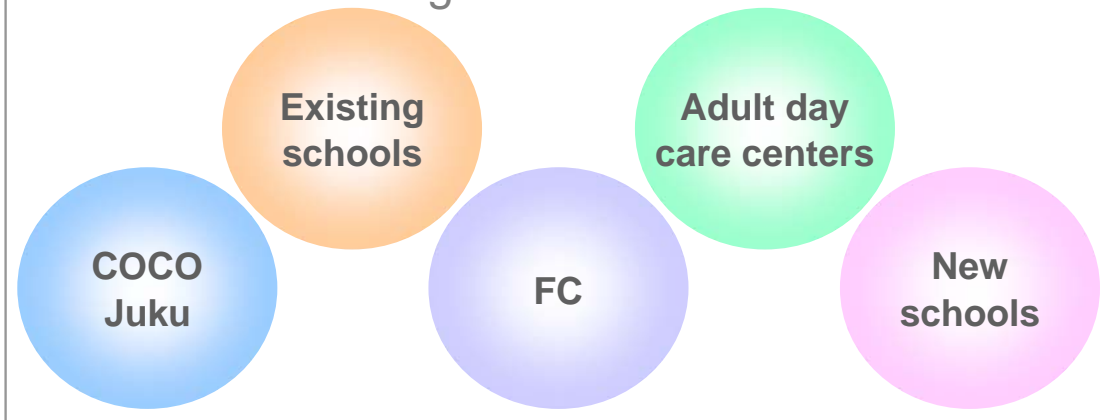 COCO
Juku
Existing
schools
FC
Adult day
care centers
New
schools